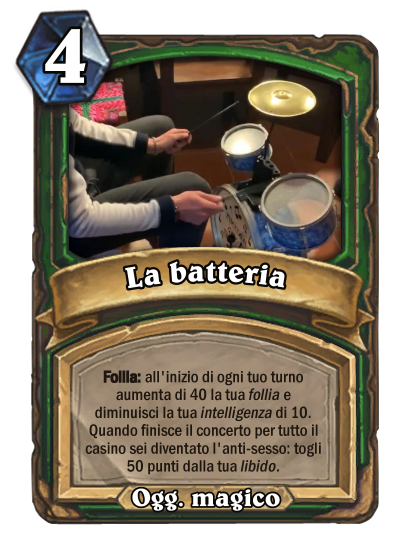 4
La batteria
Follia: all'inizio di ogni tuo turno
aumenta di 40 la tua follia e
diminuisci la tua intelligenza di 10.
Quando finisce il concerto per tutto il
casino sei diventato l'anti-sesso: togli
50 punti dalla tua libido.
Ogg. magico